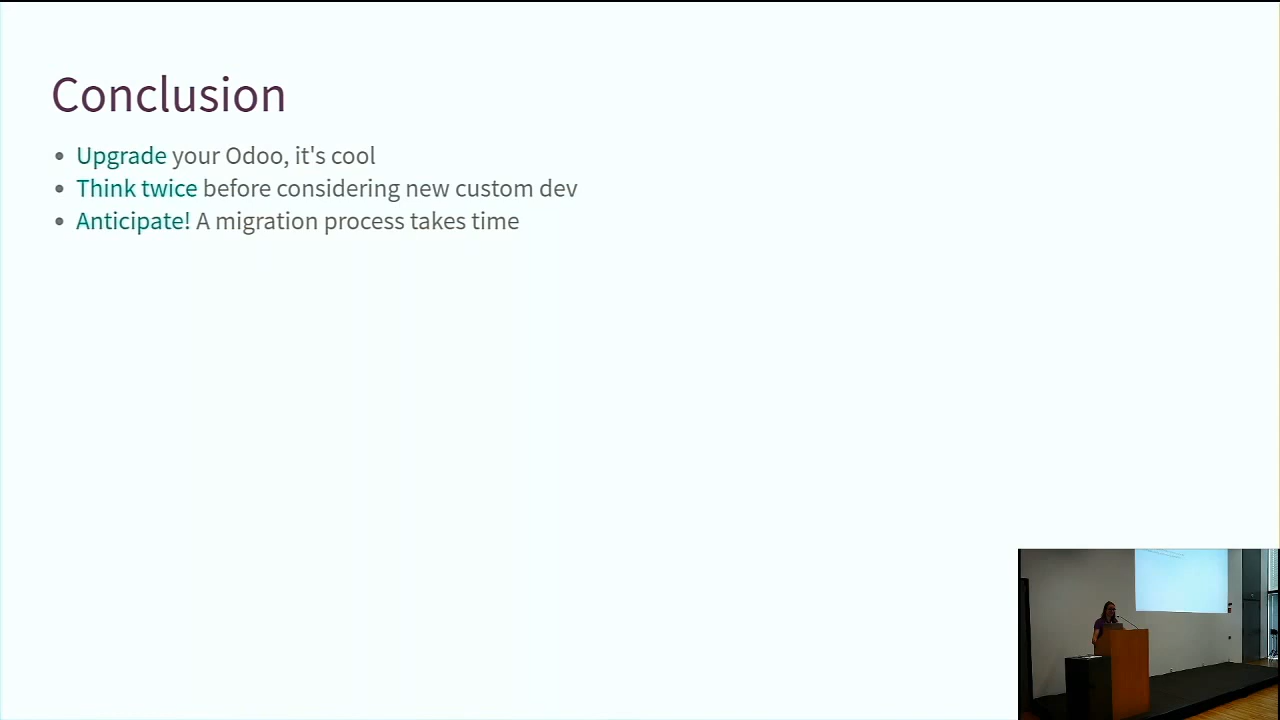 Conclusion
• Upgrade your Odoo, it's cool
• Think twice before considering new custom dev
• Anticipate! A migration process takes time